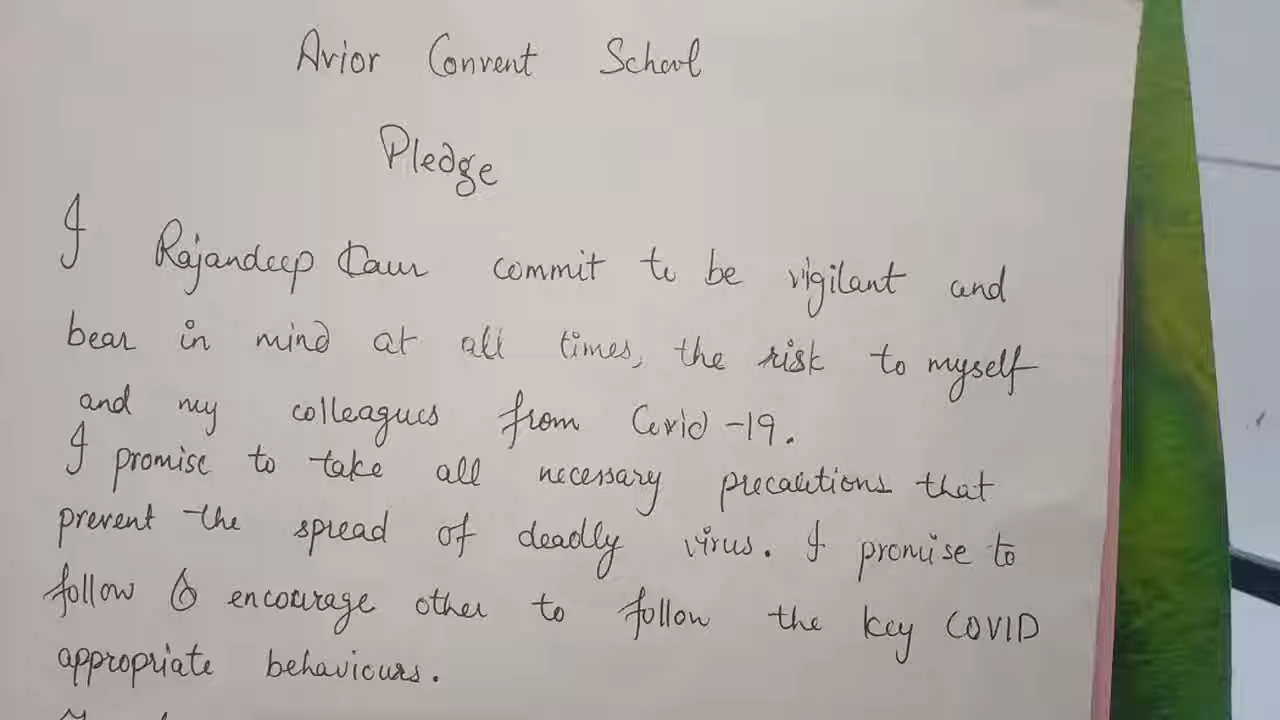 Avior Convent School
Pledge
I Rajandeep Kaur commit to be vigilant and
bear in mind at all times, the risk to myself
and my colleagues from Covid -19.
I promise to take all necessary precautions that
prevent the spread of deadly virus. I promise to
follow & encourage other to follow the key COVID
appropriate behaviours.